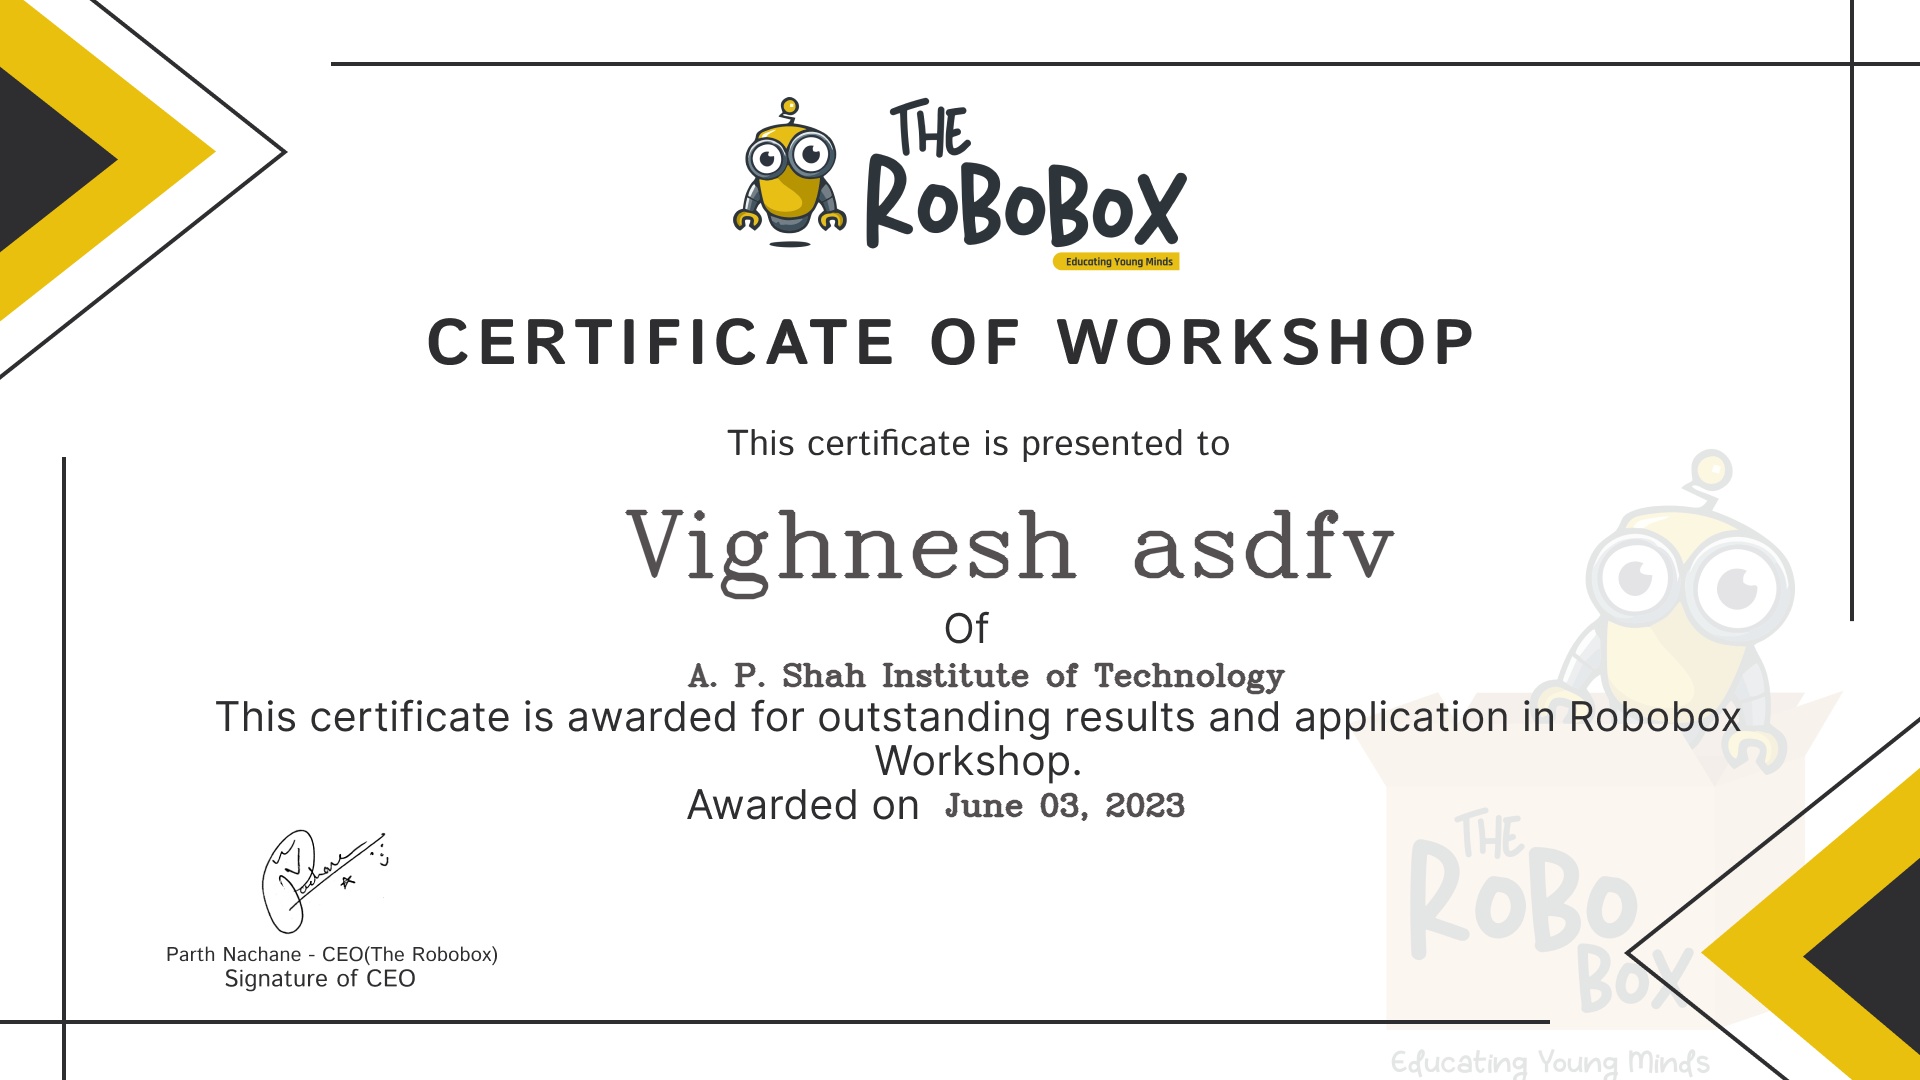 THE
ROBOBOX
Educating Young Minds
CERTIFICATE OF WORKSHOP
This certificate is presented to
Vighnesh asdfv
Of
A. P. Shah Institute of Technology
This certificate is awarded for outstanding results and application in Robobox
Workshop.
Awarded on June 03, 2023
Parth Nachane - CEO(The Robobox)
Signature of CEO
THE
ROBO
BOX
Educating Young Minds